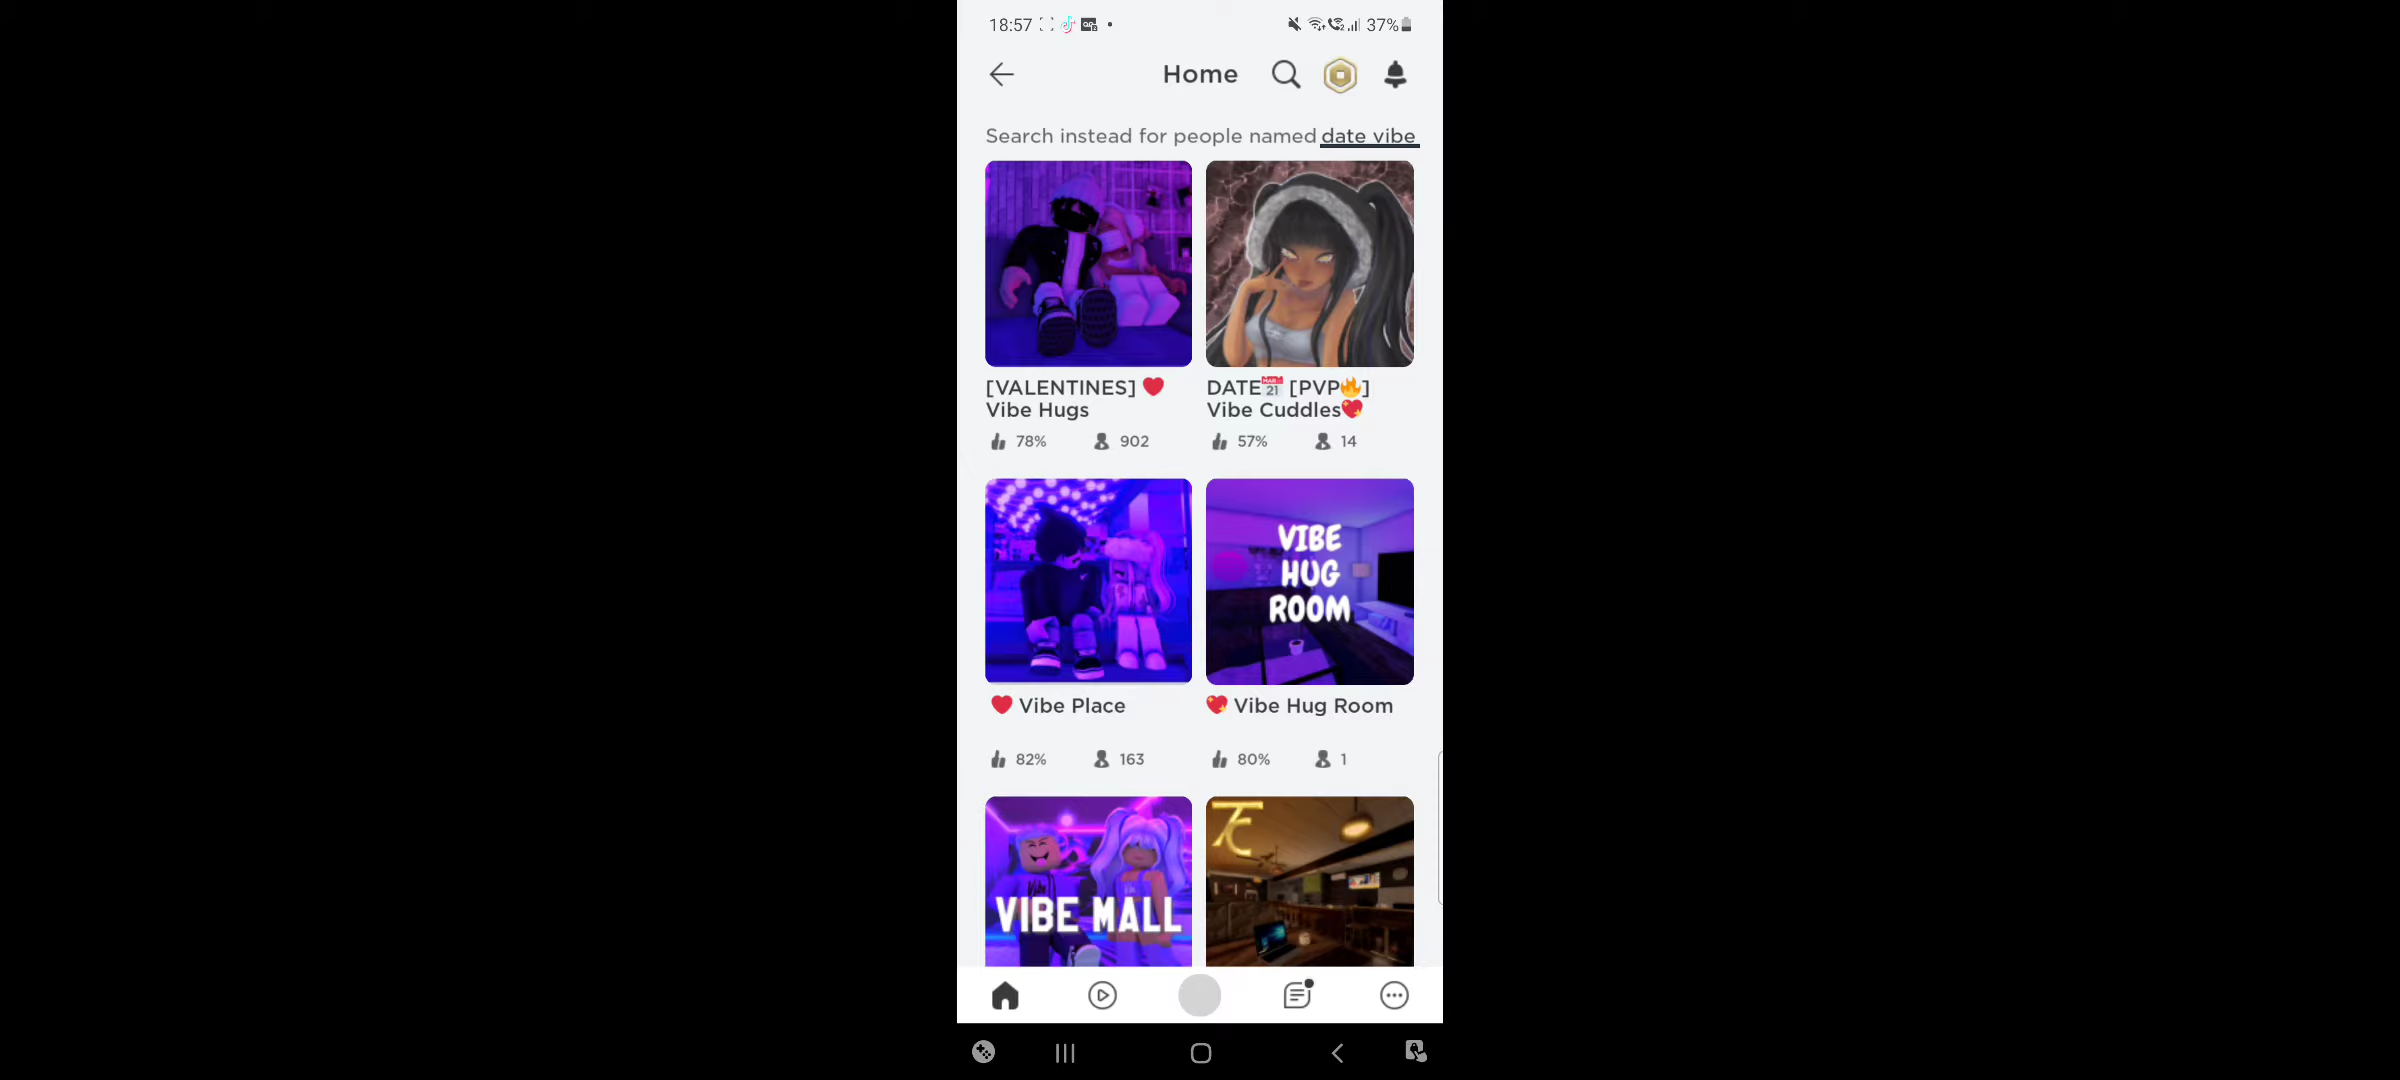 18:57
37%
Home
Search instead for people named date vibe
[VALENTINES] ❤️
Vibe Hugs
78% 902
DATE📅 [PVP🔥]
Vibe Cuddles💖
57% 14
VIBE
HUG
ROOM
❤️ Vibe Place
82% 163
💖 Vibe Hug Room
80% 1
VIBE MALL